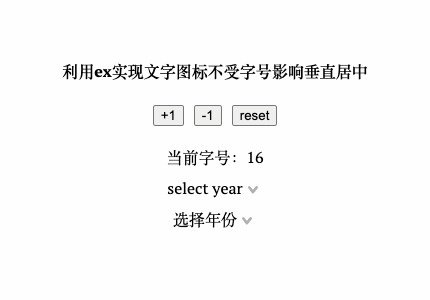 利用ex实现文字图标不受字号影响垂直居中
+1 -1 reset
当前字号：16
select year
选择年份